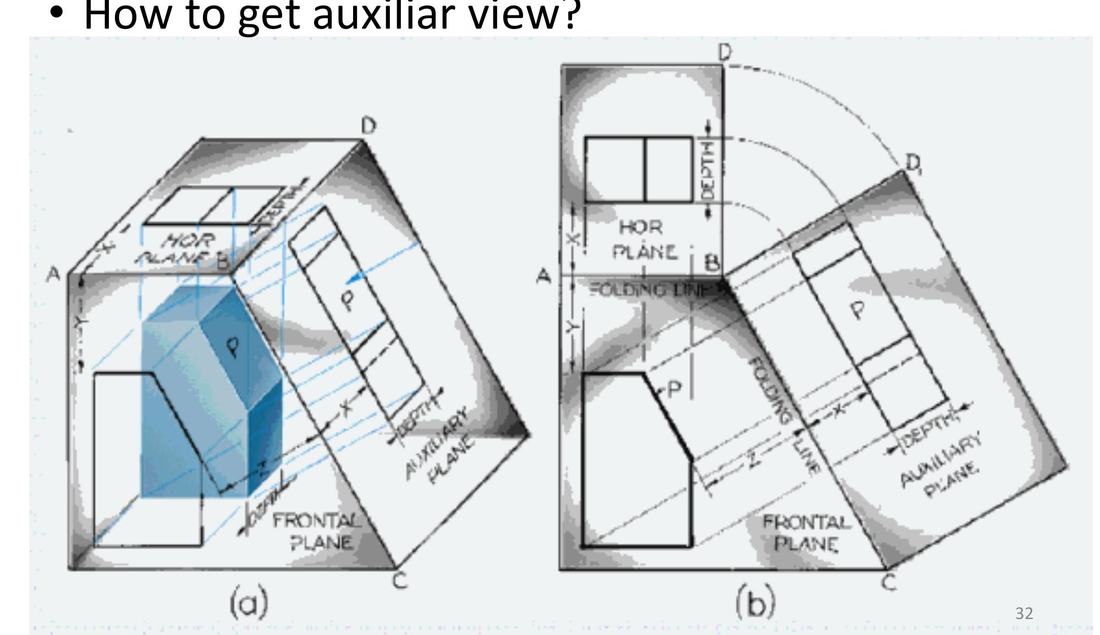 • How to get auxiliar view?
D
DEPTH
X
HOR
PLANE
A
B
Y
P
P
Z
X
DEPTH
AUXILIARY
PLANE
DEPTH
FRONTAL
PLANE
C
(a)
D
D₁
DEPTH
X
HOR
PLANE
A
B
FOLDING LINE
Y
P
P
FOLDING
LINE
X
Z
DEPTH
AUXILIARY
PLANE
FRONTAL
PLANE
C
(b)
32